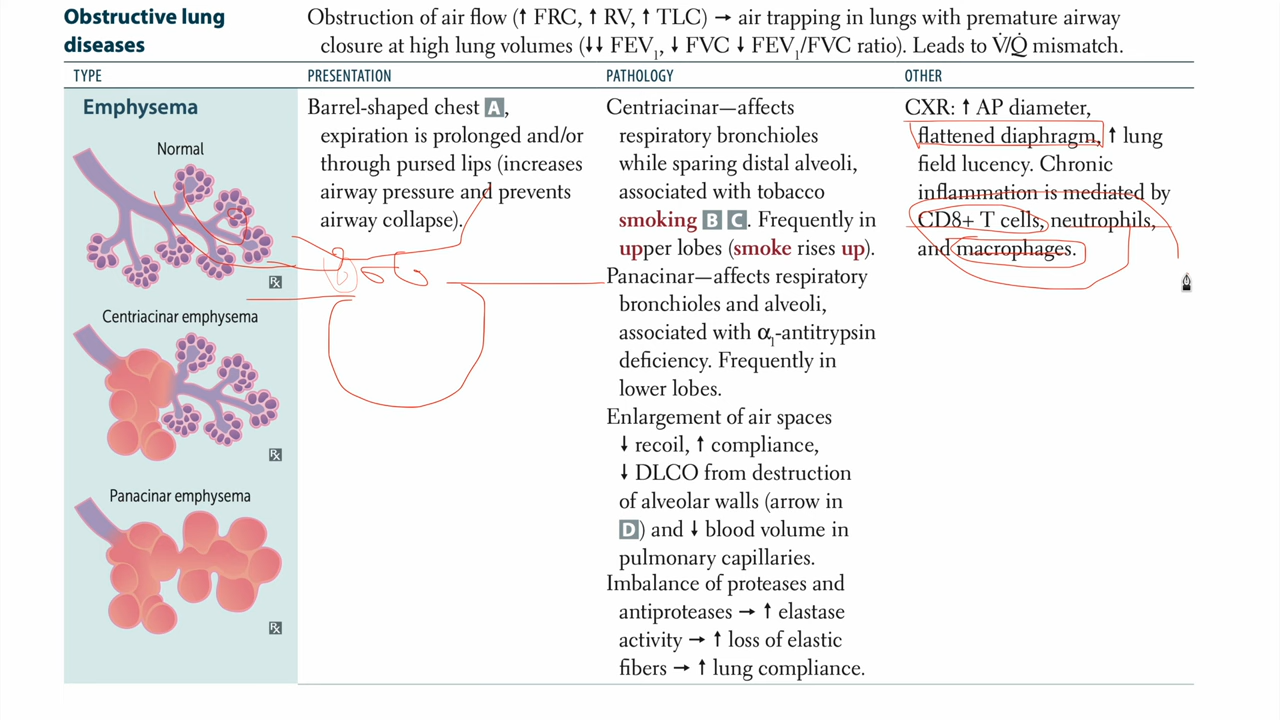 Obstructive lung
diseases
Obstruction of air flow (↑ FRC, ↑ RV, ↑ TLC) → air trapping in lungs with premature airway
closure at high lung volumes (↓↓ FEV₁, ↓ FVC ↓ FEV₁/FVC ratio). Leads to V̇/Q̇ mismatch.
TYPE
PRESENTATION
PATHOLOGY
OTHER
Emphysema
Normal
Rx
Centriacinar emphysema
Rx
Panacinar emphysema
Rx
Barrel-shaped chest A,
expiration is prolonged and/or
through pursed lips (increases
airway pressure and prevents
airway collapse).
Centriacinar—affects
respiratory bronchioles
while sparing distal alveoli,
associated with tobacco
smoking B C. Frequently in
upper lobes (smoke rises up).
Panacinar—affects respiratory
bronchioles and alveoli,
associated with α₁-antitrypsin
deficiency. Frequently in
lower lobes.
Enlargement of air spaces
↓ recoil, ↑ compliance,
↓ DLCO from destruction
of alveolar walls (arrow in
D) and ↓ blood volume in
pulmonary capillaries.
Imbalance of proteases and
antiproteases → ↑ elastase
activity → ↑ loss of elastic
fibers → ↑ lung compliance.
CXR: ↑ AP diameter,
flattened diaphragm, ↑ lung
field lucency. Chronic
inflammation is mediated by
CD8+ T cells, neutrophils,
and macrophages.